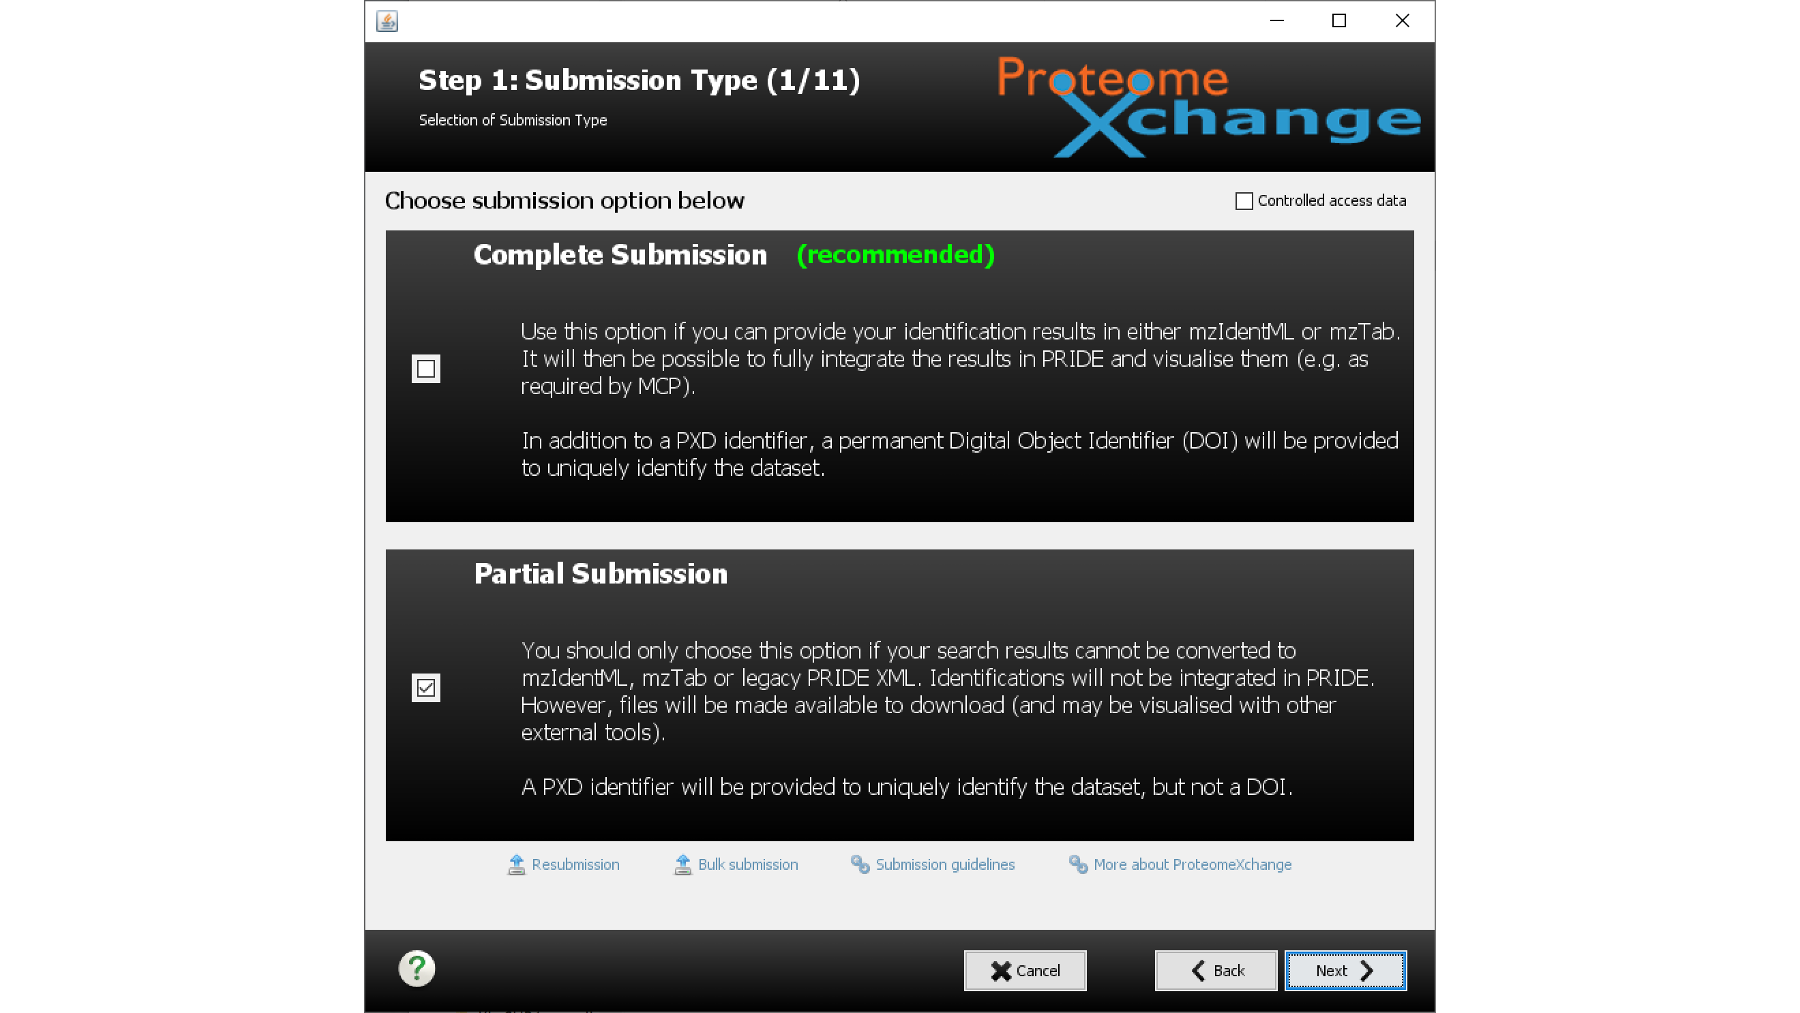 Step 1: Submission Type (1/11)
Selection of Submission Type
Proteome
Xchange
Choose submission option below
Controlled access data
Complete Submission (recommended)
Use this option if you can provide your identification results in either mzIdentML or mzTab.
It will then be possible to fully integrate the results in PRIDE and visualise them (e.g. as
required by MCP).
In addition to a PXD identifier, a permanent Digital Object Identifier (DOI) will be provided
to uniquely identify the dataset.
Partial Submission
You should only choose this option if your search results cannot be converted to
mzIdentML, mzTab or legacy PRIDE XML. Identifications will not be integrated in PRIDE.
However, files will be made available to download (and may be visualised with other
external tools).
A PXD identifier will be provided to uniquely identify the dataset, but not a DOI.
Resubmission Bulk submission Submission guidelines More about ProteomeXchange
? Cancel Back Next